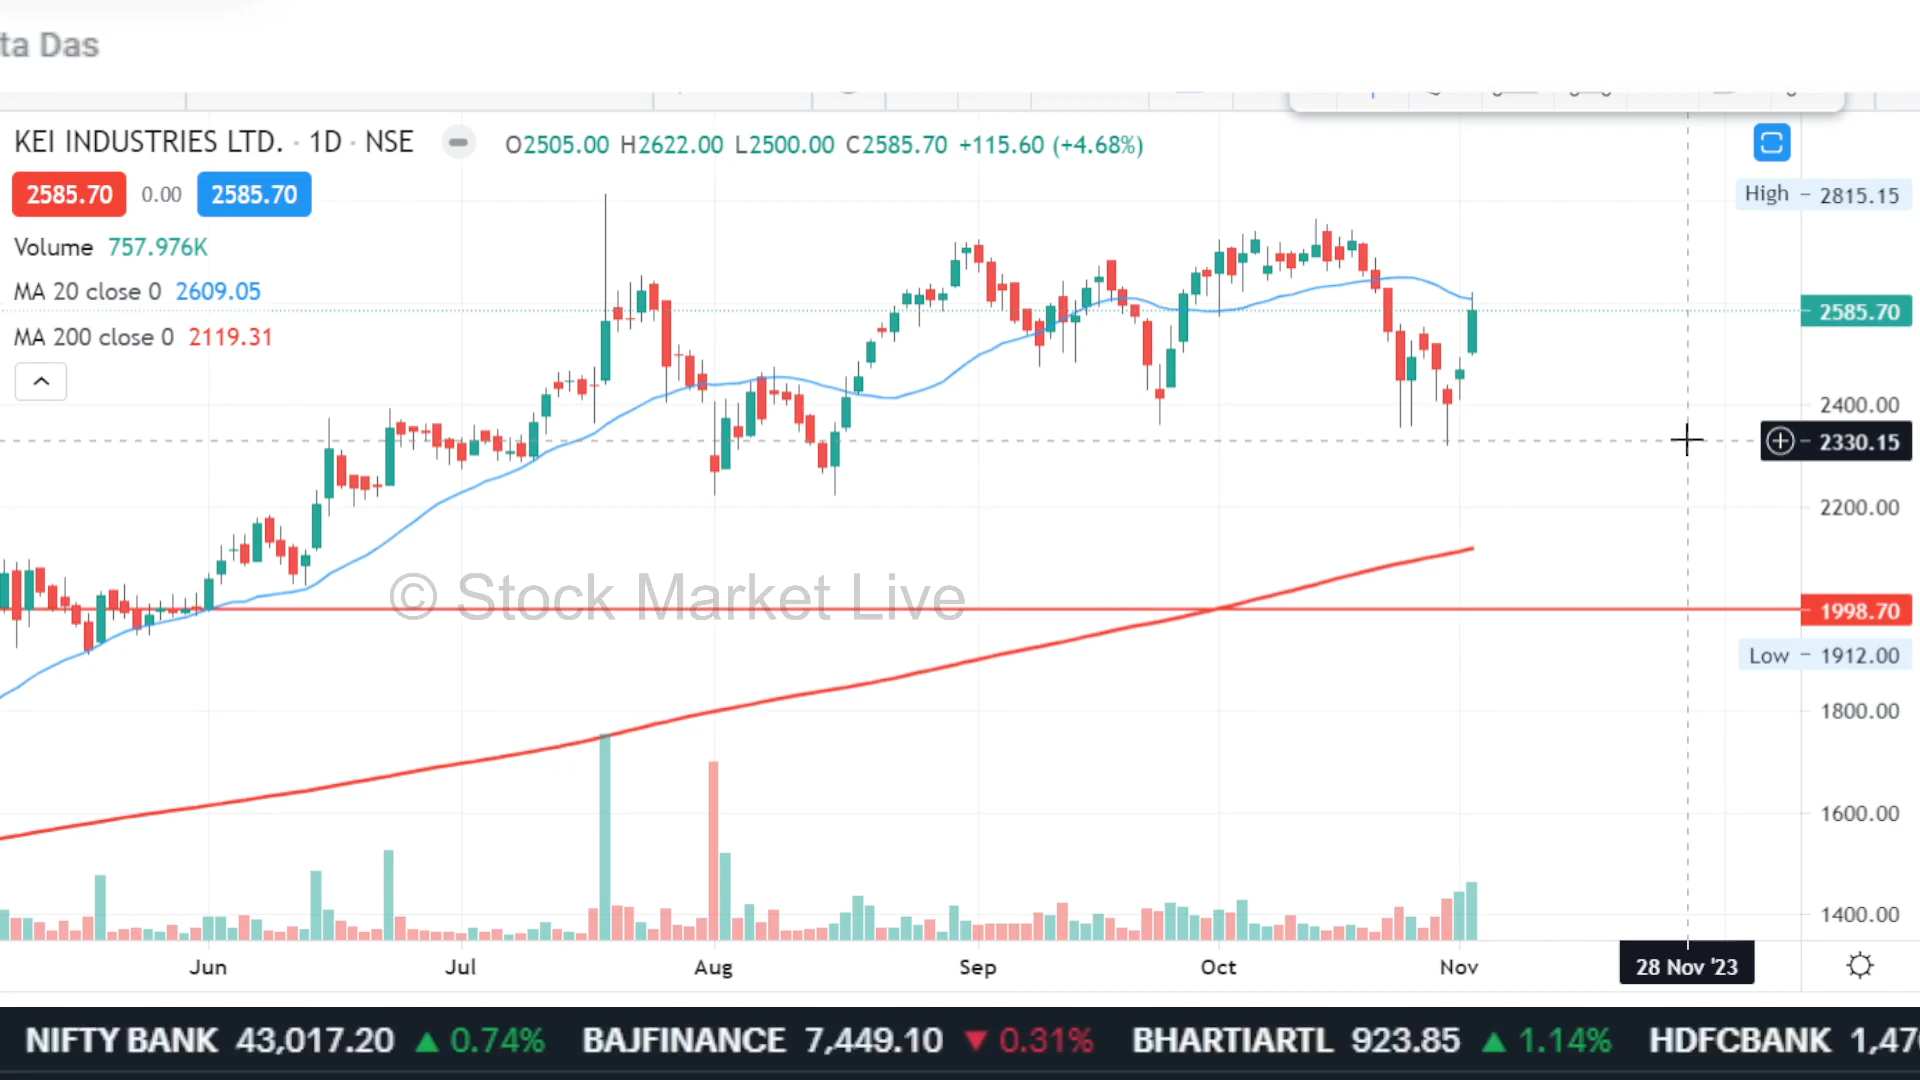 ta Das
KEI INDUSTRIES LTD. · 1D · NSE O2505.00 H2622.00 L2500.00 C2585.70 +115.60 (+4.68%)
2585.70 0.00 2585.70
High 2815.15
Volume 757.976K
MA 20 close 0 2609.05
2585.70
MA 200 close 0 2119.31
2400.00
2330.15
2200.00
© Stock Market Live
1998.70
Low 1912.00
1800.00
1600.00
1400.00
Jun Jul Aug Sep Oct Nov 28 Nov '23
NIFTY BANK 43,017.20 ▲ 0.74% BAJFINANCE 7,449.10 ▼ 0.31% BHARTIARTL 923.85 ▲ 1.14% HDFCBANK 1,47